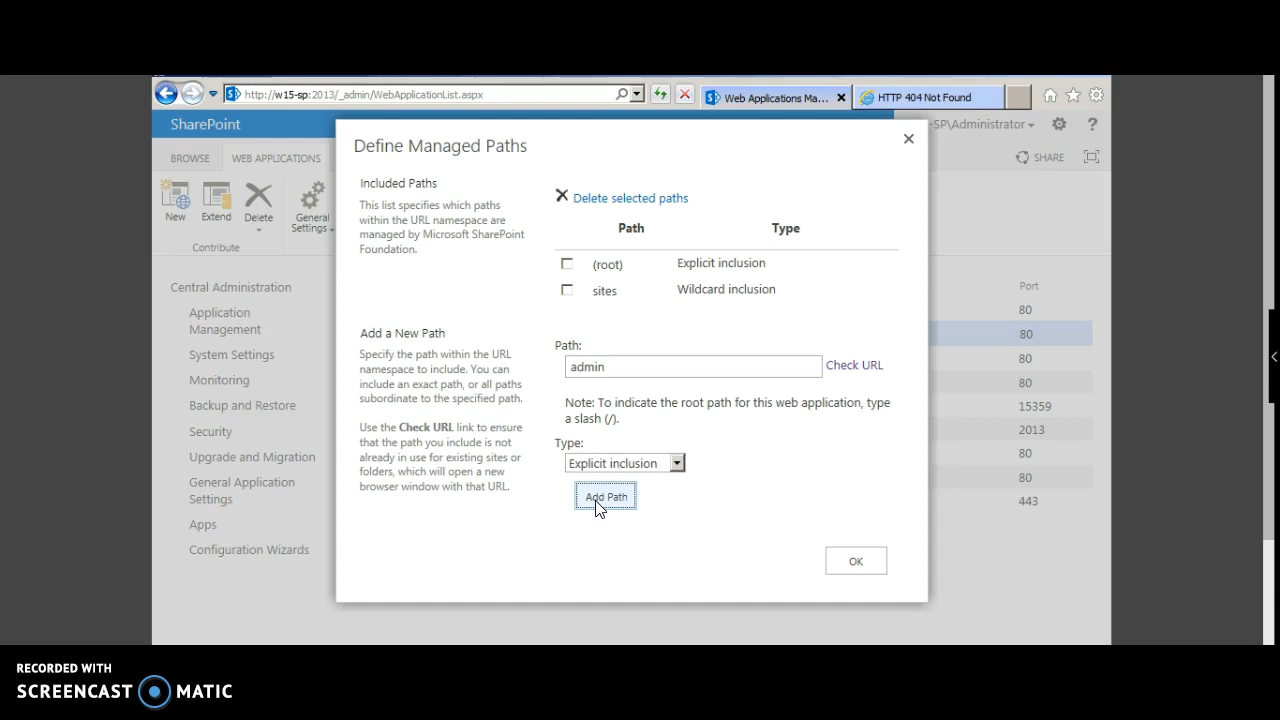 http://w15-sp:2013/_admin/WebApplicationList.aspx
Web Applications Ma...
HTTP 404 Not Found
SharePoint
-SP\Administrator
?
BROWSE
WEB APPLICATIONS
SHARE
New
Extend
Delete
General
Settings
Contribute
Central Administration
Application
Management
System Settings
Monitoring
Backup and Restore
Security
Upgrade and Migration
General Application
Settings
Apps
Configuration Wizards
Define Managed Paths
Included Paths
This list specifies which paths
within the URL namespace are
managed by Microsoft SharePoint
Foundation.
Delete selected paths
Path Type
(root) Explicit inclusion
sites Wildcard inclusion
Add a New Path
Specify the path within the URL
namespace to include. You can
include an exact path, or all paths
subordinate to the specified path.
Use the Check URL link to ensure
that the path you include is not
already in use for existing sites or
folders, which will open a new
browser window with that URL.
Path:
admin
Check URL
Note: To indicate the root path for this web application, type
a slash (/).
Type:
Explicit inclusion
Add Path
OK
Port
80
80
80
80
15359
2013
80
80
443
RECORDED WITH
SCREENCAST MATIC